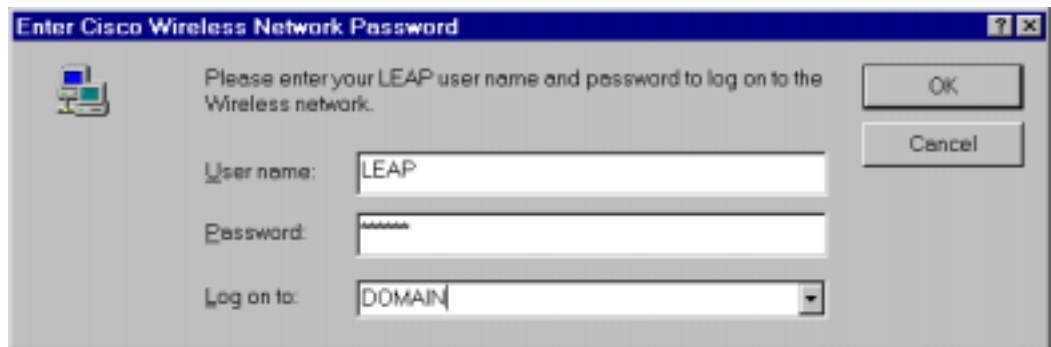 Enter Cisco Wireless Network Password
Please enter your LEAP user name and password to log on to the
Wireless network.
OK
Cancel
User name:
LEAP
Password:
******
Log on to:
DOMAIN